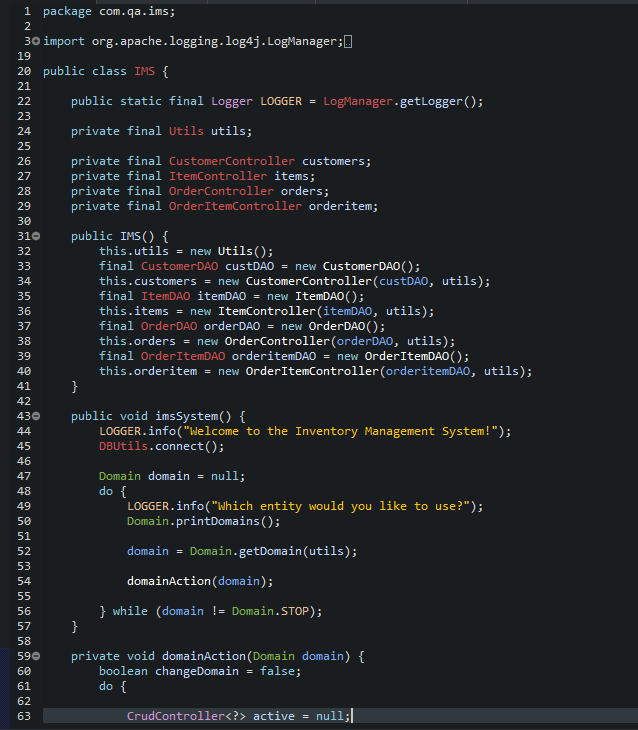 1 package com.qa.ims;
2
3 import org.apache.logging.log4j.LogManager;
19
20 public class IMS {
21
22     public static final Logger LOGGER = LogManager.getLogger();
23
24     private final Utils utils;
25
26     private final CustomerController customers;
27     private final ItemController items;
28     private final OrderController orders;
29     private final OrderItemController orderitem;
30
31     public IMS() {
32         this.utils = new Utils();
33         final CustomerDAO custDAO = new CustomerDAO();
34         this.customers = new CustomerController(custDAO, utils);
35         final ItemDAO itemDAO = new ItemDAO();
36         this.items = new ItemController(itemDAO, utils);
37         final OrderDAO orderDAO = new OrderDAO();
38         this.orders = new OrderController(orderDAO, utils);
39         final OrderItemDAO orderitemDAO = new OrderItemDAO();
40         this.orderitem = new OrderItemController(orderitemDAO, utils);
41     }
42
43     public void imsSystem() {
44         LOGGER.info("Welcome to the Inventory Management System!");
45         DBUtils.connect();
46
47         Domain domain = null;
48         do {
49             LOGGER.info("Which entity would you like to use?");
50             Domain.printDomains();
51
52             domain = Domain.getDomain(utils);
53
54             domainAction(domain);
55
56         } while (domain != Domain.STOP);
57     }
58
59     private void domainAction(Domain domain) {
60         boolean changeDomain = false;
61         do {
62
63             CrudController<?> active = null;